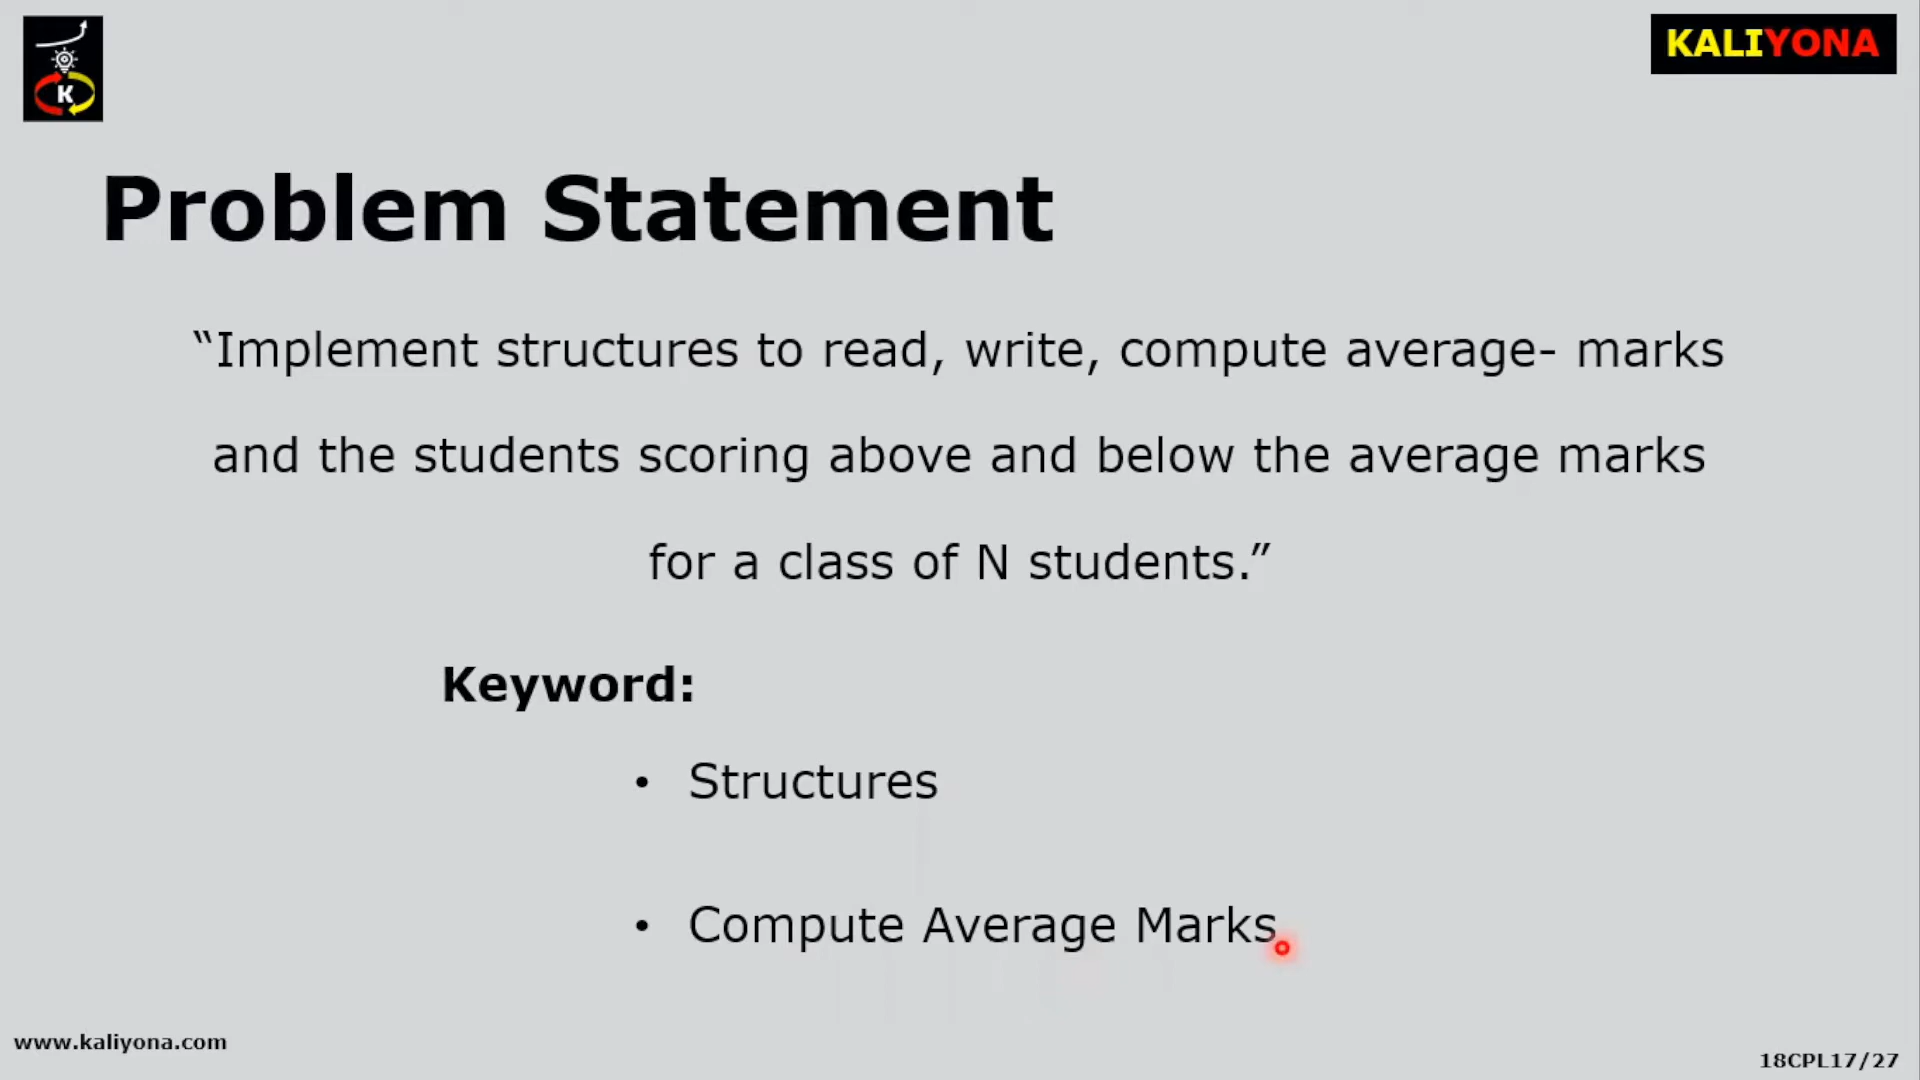 K
KALIYONA
Problem Statement
“Implement structures to read, write, compute average- marks
and the students scoring above and below the average marks
for a class of N students.”
Keyword:
• Structures
• Compute Average Marks
www.kaliyona.com
18CPL17/27